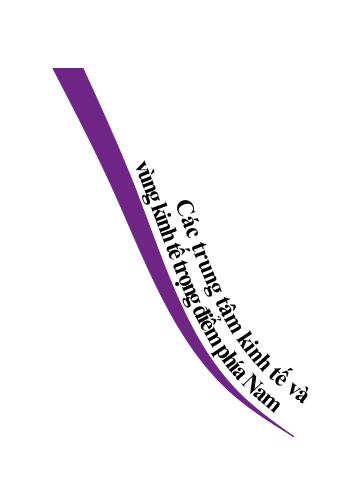 Các trung tâm kinh tế và
vùng kinh tế trọng điểm phía Nam